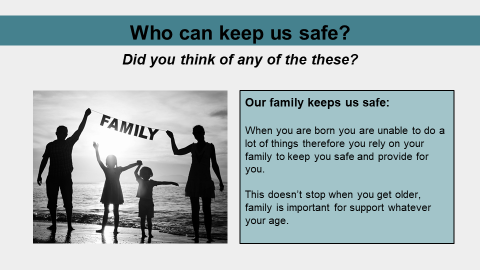 Who can keep us safe?
Did you think of any of the these?
FAMILY
Our family keeps us safe:
When you are born you are unable to do a
lot of things therefore you rely on your
family to keep you safe and provide for
you.
This doesn't stop when you get older,
family is important for support whatever
your age.